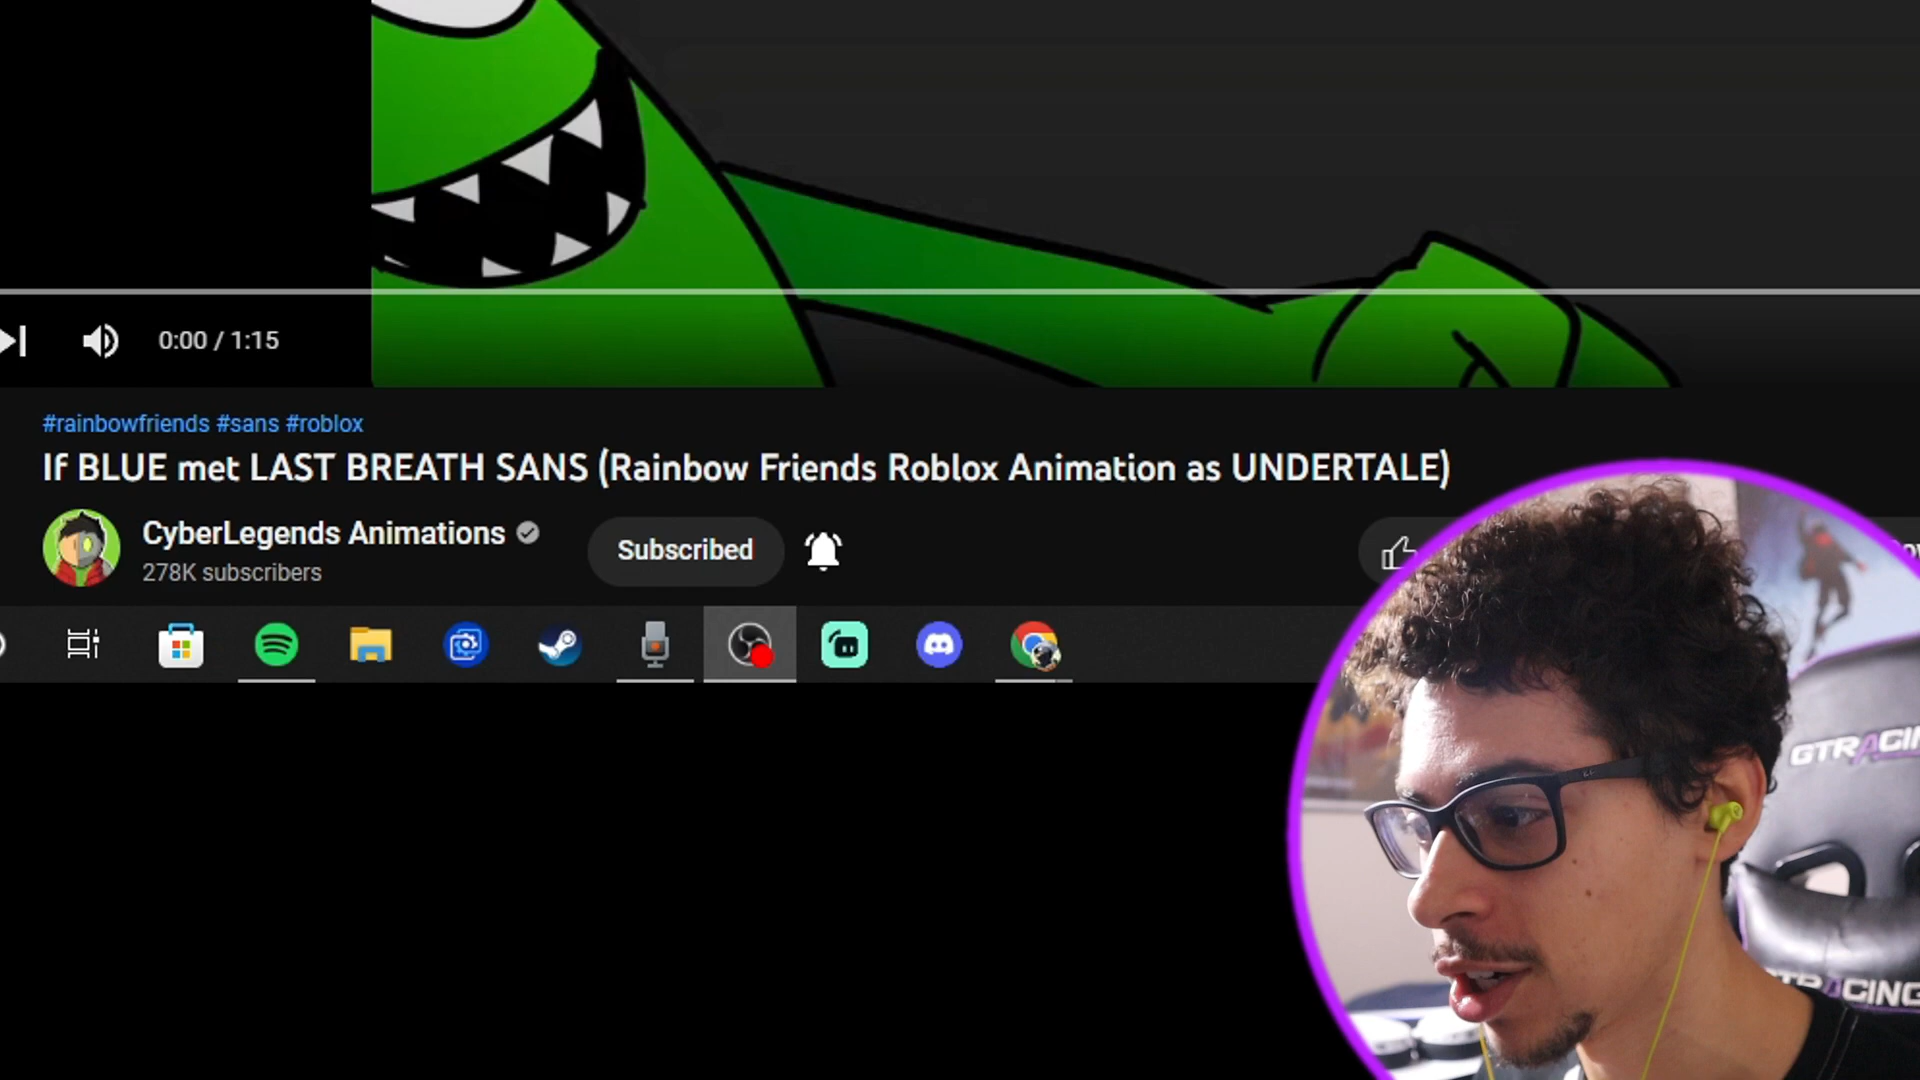 0:00 / 1:15
#rainbowfriends #sans #roblox
If BLUE met LAST BREATH SANS (Rainbow Friends Roblox Animation as UNDERTALE)
CyberLegends Animations
278K subscribers
Subscribed